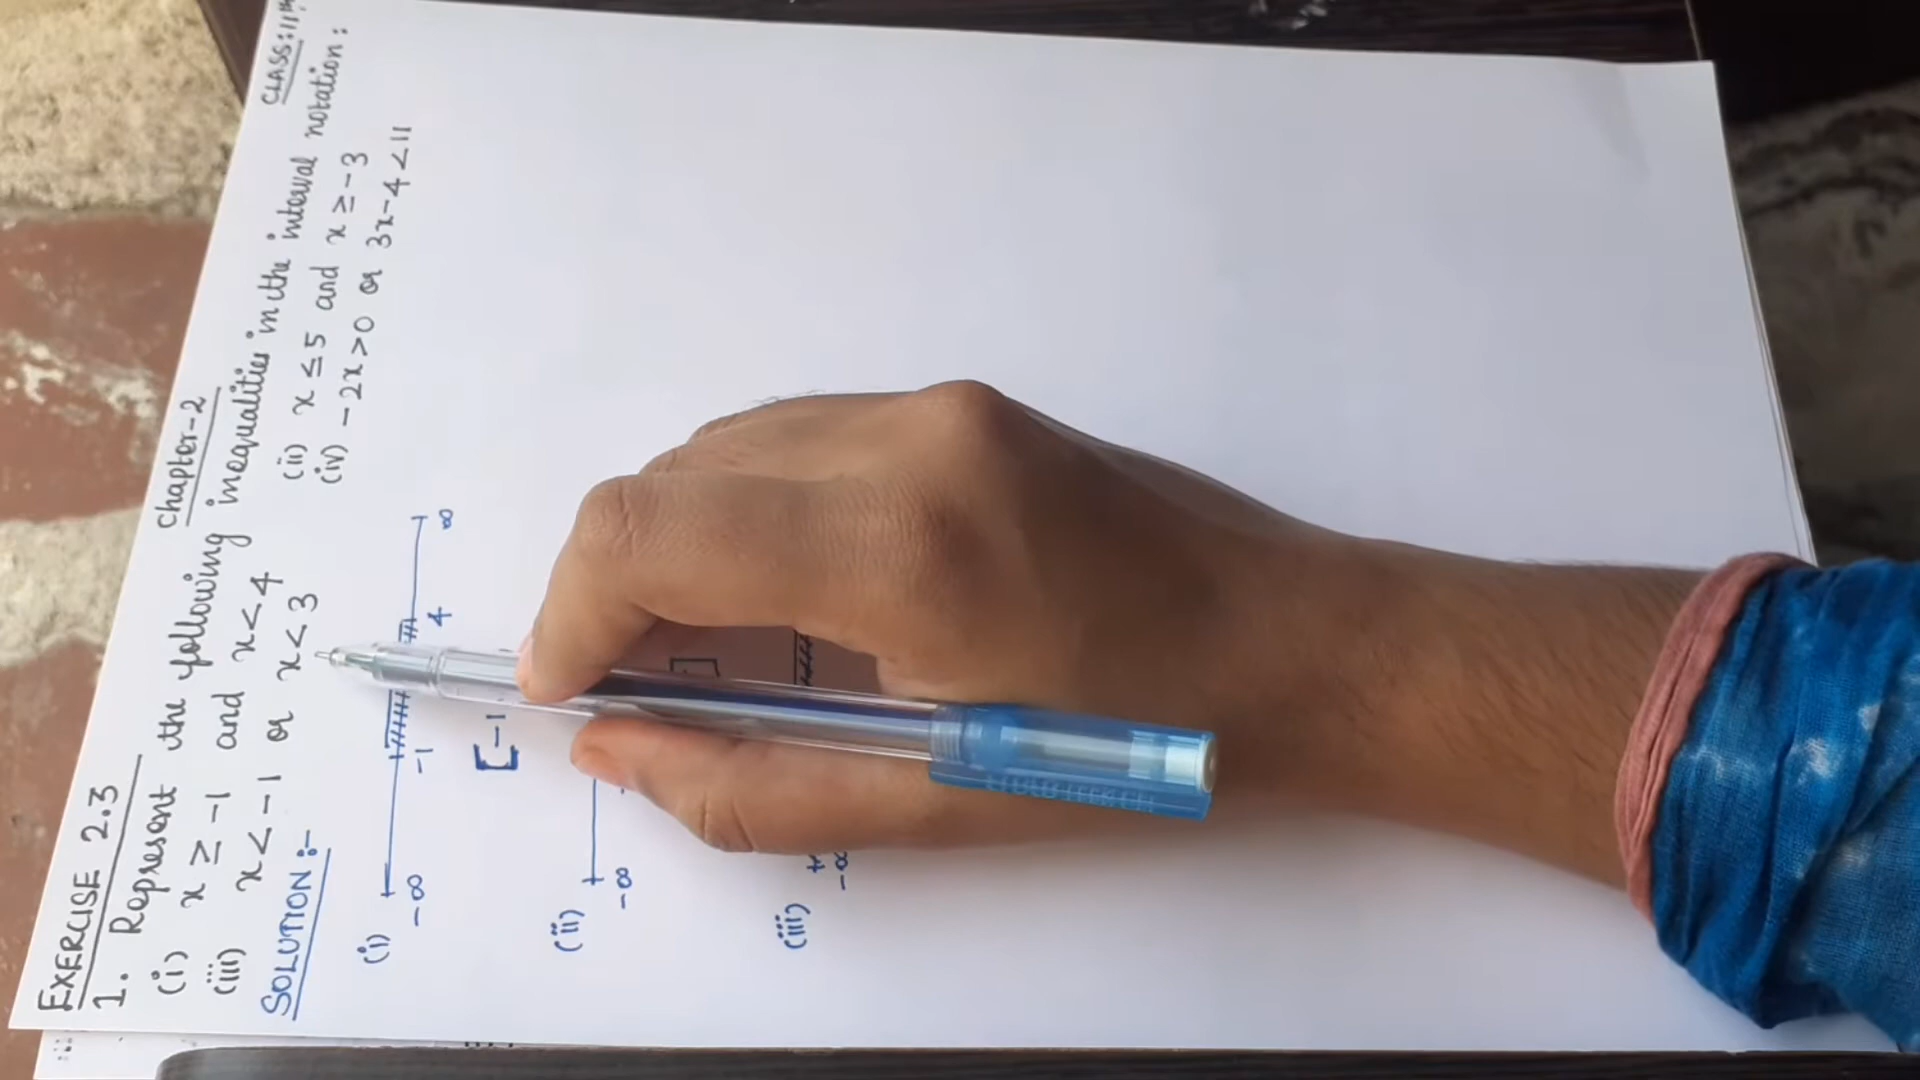 CLASS:11th
EXERCISE 2.3 Chapter-2
1. Represent the following inequalities in the interval notation:
(i) x ≥ -1 and x < 4 (ii) x ≤ 5 and x ≥ -3
(iii) x < -1 or x < 3 (iv) -2x > 0 or 3x-4 < 11
SOLUTION:-
(i) -∞ -1 4 ∞
[-1
(ii) -∞
(iii) -∞